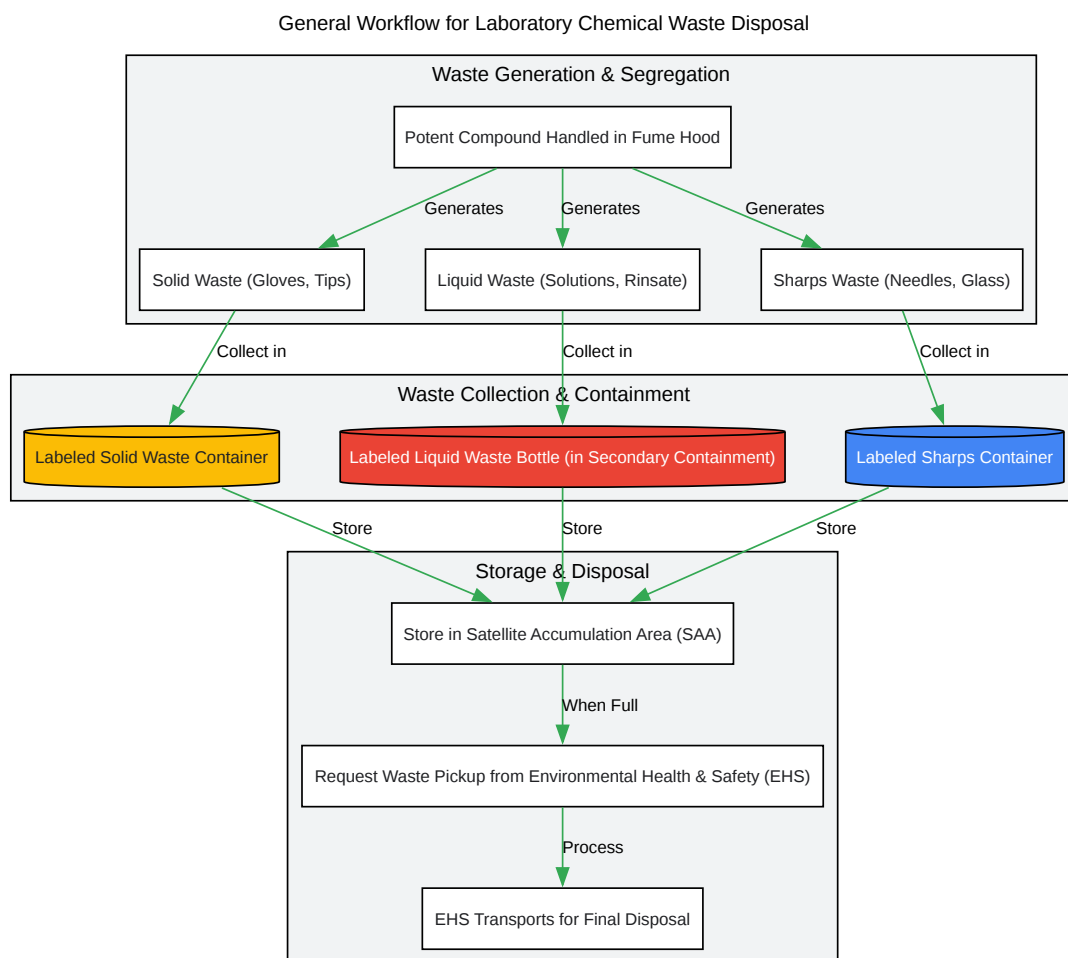 General Workflow for Laboratory Chemical Waste Disposal
Waste Generation & Segregation
Potent Compound Handled in Fume Hood
Generates
Generates
Generates
Solid Waste (Gloves, Tips)
Liquid Waste (Solutions, Rinsate)
Sharps Waste (Needles, Glass)
Collect in
Collect in
Collect in
Waste Collection & Containment
Labeled Solid Waste Container
Labeled Liquid Waste Bottle (in Secondary Containment)
Labeled Sharps Container
Store
Store
Store
Storage & Disposal
Store in Satellite Accumulation Area (SAA)
When Full
Request Waste Pickup from Environmental Health & Safety (EHS)
Process
EHS Transports for Final Disposal